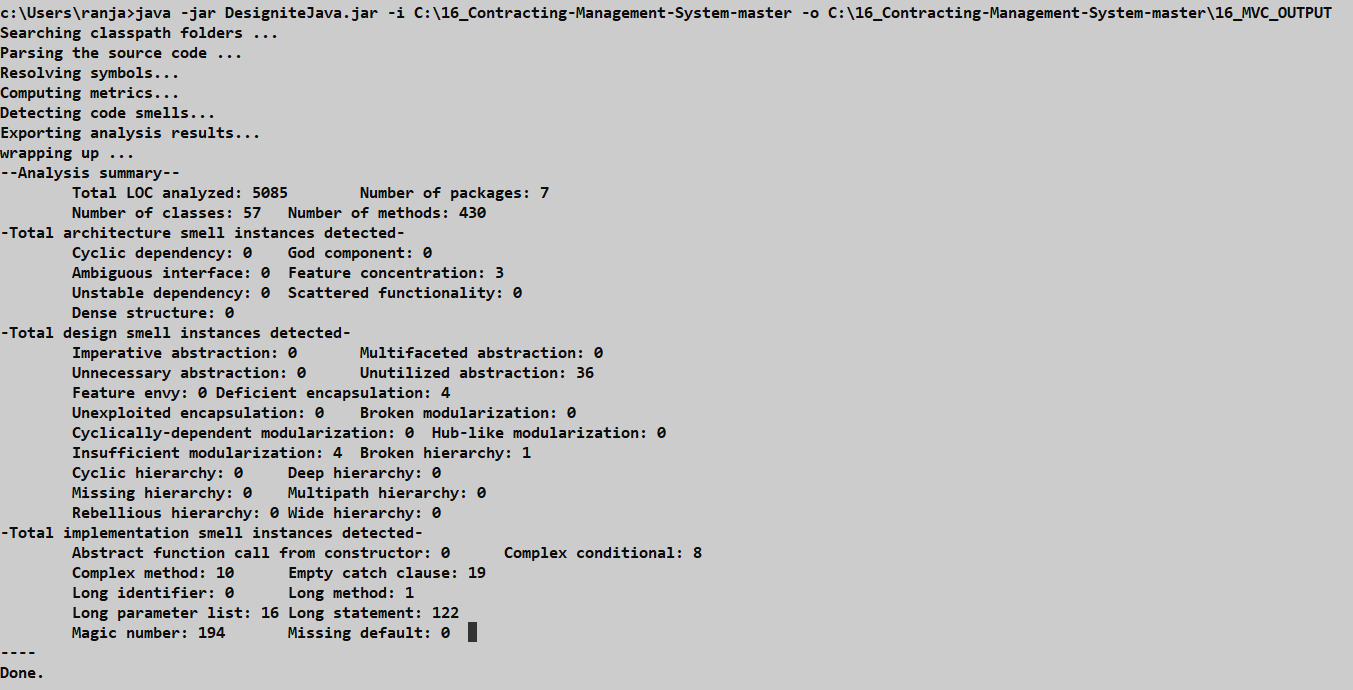 c:\Users\ranja>java -jar DesigniteJava.jar -i C:\16_Contracting-Management-System-master -o C:\16_Contracting-Management-System-master\16_MVC_OUTPUT
Searching classpath folders ...
Parsing the source code ...
Resolving symbols...
Computing metrics...
Detecting code smells...
Exporting analysis results...
wrapping up ...
--Analysis summary--
        Total LOC analyzed: 5085        Number of packages: 7
        Number of classes: 57   Number of methods: 430
-Total architecture smell instances detected-
        Cyclic dependency: 0    God component: 0
        Ambiguous interface: 0  Feature concentration: 3
        Unstable dependency: 0  Scattered functionality: 0
        Dense structure: 0
-Total design smell instances detected-
        Imperative abstraction: 0       Multifaceted abstraction: 0
        Unnecessary abstraction: 0      Unutilized abstraction: 36
        Feature envy: 0 Deficient encapsulation: 4
        Unexploited encapsulation: 0    Broken modularization: 0
        Cyclically-dependent modularization: 0  Hub-like modularization: 0
        Insufficient modularization: 4  Broken hierarchy: 1
        Cyclic hierarchy: 0     Deep hierarchy: 0
        Missing hierarchy: 0    Multipath hierarchy: 0
        Rebellious hierarchy: 0 Wide hierarchy: 0
-Total implementation smell instances detected-
        Abstract function call from constructor: 0      Complex conditional: 8
        Complex method: 10      Empty catch clause: 19
        Long identifier: 0      Long method: 1
        Long parameter list: 16 Long statement: 122
        Magic number: 194       Missing default: 0
----
Done.